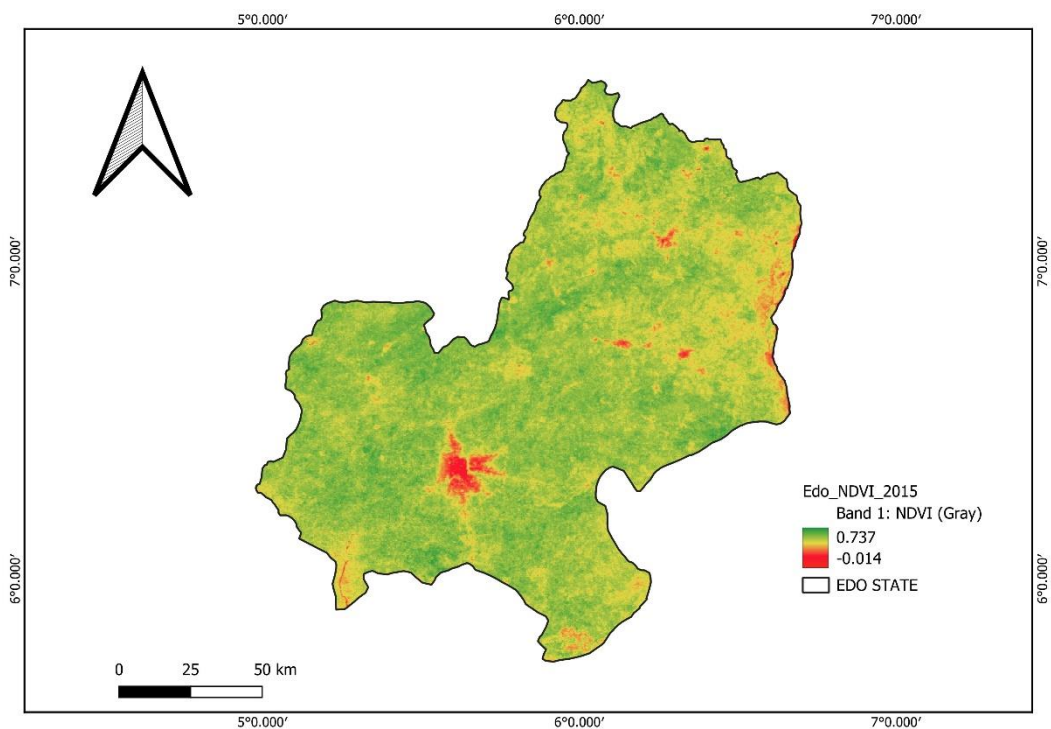 5°0.000′ 6°0.000′ 7°0.000′
7°0.000′ 7°0.000′
Edo_NDVI_2015
Band 1: NDVI (Gray)
0.737
-0.014
EDO STATE
6°0.000′ 6°0.000′
0 25 50 km
5°0.000′ 6°0.000′ 7°0.000′